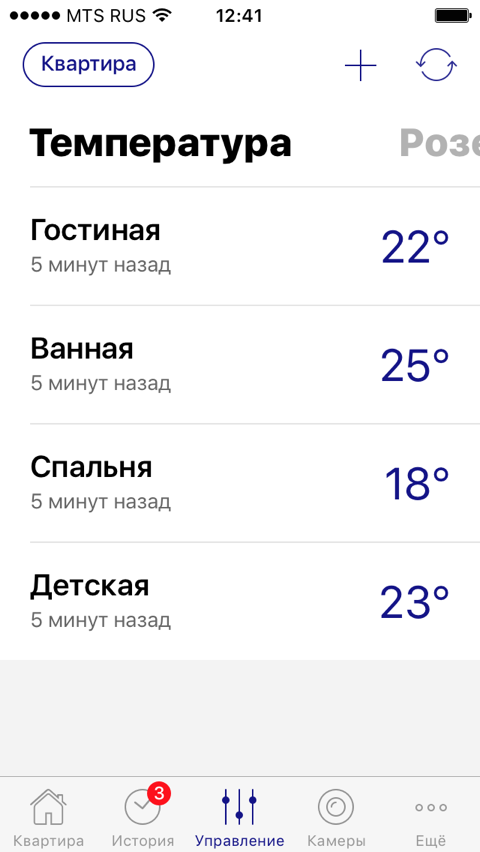 MTS RUS 12:41
Квартира
Температура Розе
Гостиная 22°
5 минут назад
Ванная 25°
5 минут назад
Спальня 18°
5 минут назад
Детская 23°
5 минут назад
3
Квартира История Управление Камеры Ещё